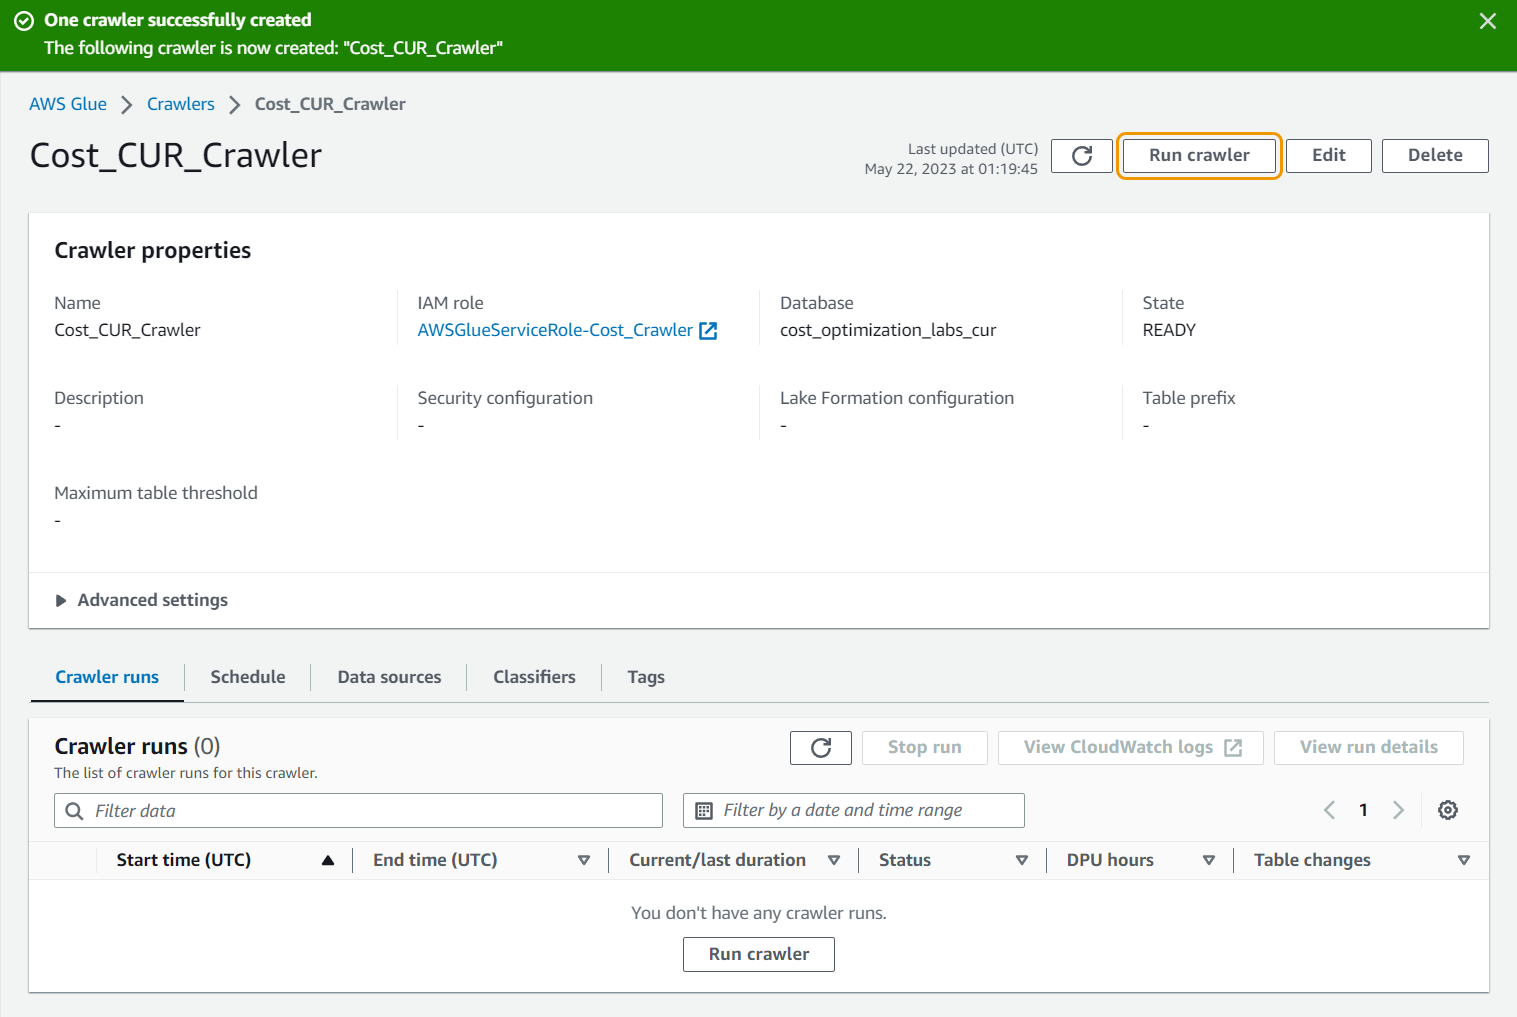 One crawler successfully created
The following crawler is now created: "Cost_CUR_Crawler"
AWS Glue Crawlers Cost_CUR_Crawler
Cost_CUR_Crawler
Last updated (UTC)
May 22, 2023 at 01:19:45
Run crawler Edit Delete
Crawler properties
Name IAM role Database State
Cost_CUR_Crawler AWSGlueServiceRole-Cost_Crawler cost_optimization_labs_cur READY
Description Security configuration Lake Formation configuration Table prefix
- - - -
Maximum table threshold
-
Advanced settings
Crawler runs Schedule Data sources Classifiers Tags
Crawler runs (0) Stop run View CloudWatch logs View run details
The list of crawler runs for this crawler.
Filter data Filter by a date and time range 1
Start time (UTC) End time (UTC) Current/last duration Status DPU hours Table changes
You don't have any crawler runs.
Run crawler